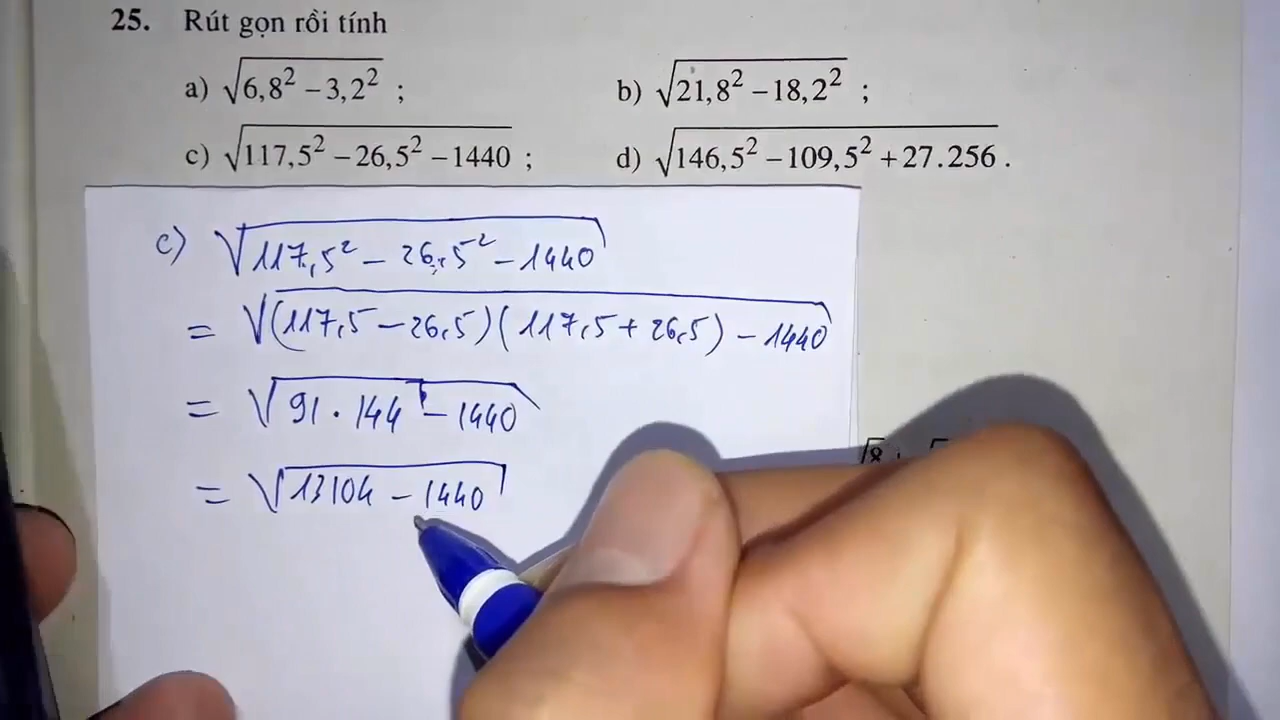 25. Rút gọn rồi tính
a) √(6,8² – 3,2²) ; b) √(21,8² – 18,2²) ;
c) √(117,5² – 26,5² – 1440) ; d) √(146,5² – 109,5² + 27.256) .
c) √(117,5² – 26,5² – 1440)
= √((117,5 – 26,5)(117,5 + 26,5) – 1440)
= √(91 . 144 – 1440)
= √(13104 – 1440)